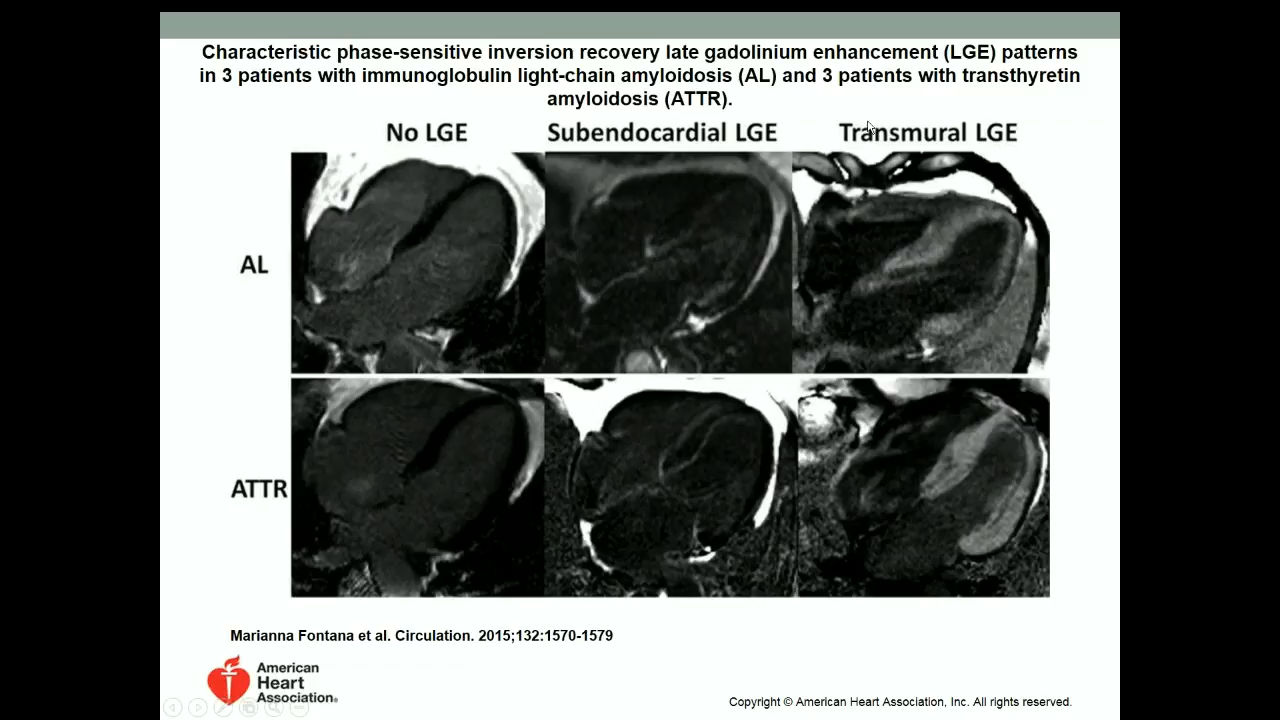 Characteristic phase-sensitive inversion recovery late gadolinium enhancement (LGE) patterns
in 3 patients with immunoglobulin light-chain amyloidosis (AL) and 3 patients with transthyretin
amyloidosis (ATTR).
No LGE
Subendocardial LGE
Transmural LGE
AL
ATTR
Marianna Fontana et al. Circulation. 2015;132:1570-1579
American
Heart
Association®
Copyright © American Heart Association, Inc. All rights reserved.